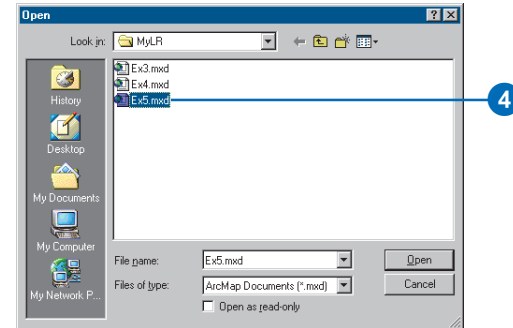 Open
Look in: MyLR
Ex3.mxd
Ex4.mxd
Ex5.mxd
4
History
Desktop
My Documents
My Computer
My Network P...
File name: Ex5.mxd Open
Files of type: ArcMap Documents (*.mxd) Cancel
Open as read-only